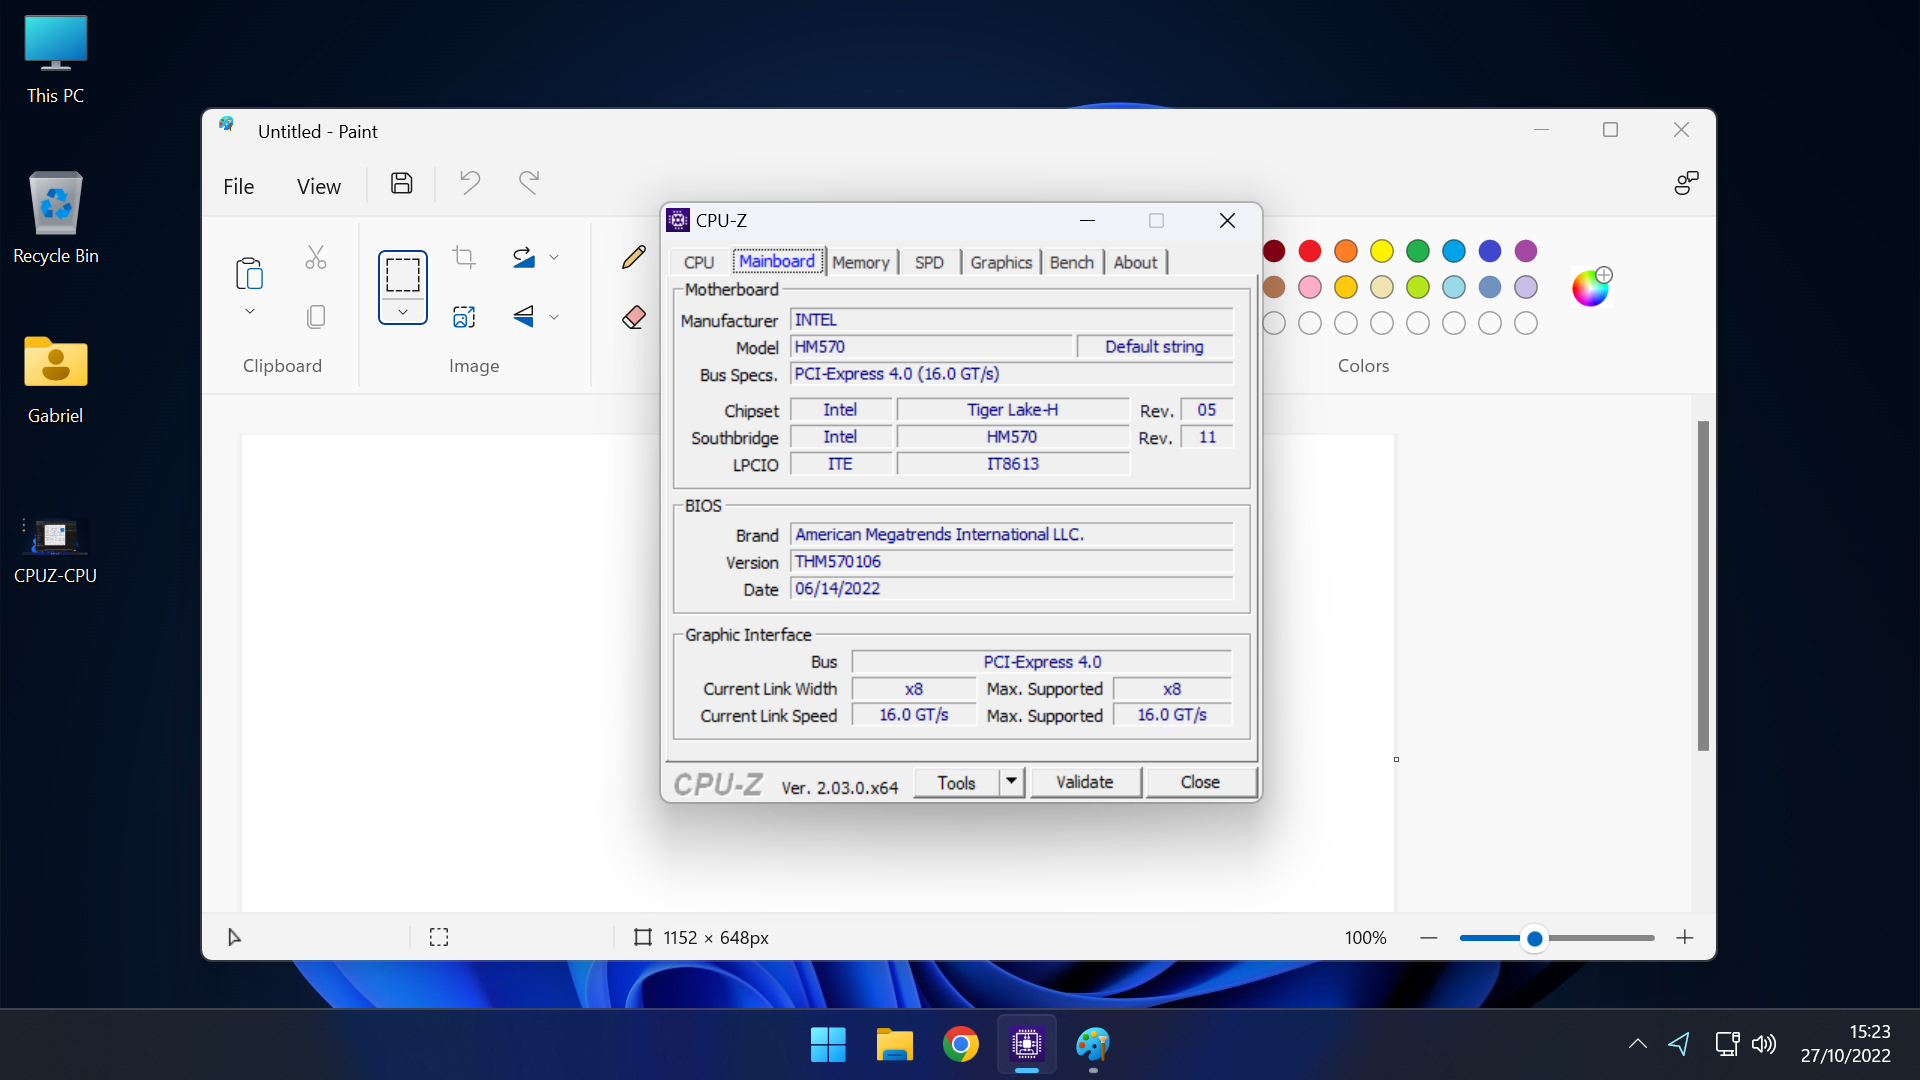 This PC
Recycle Bin
Gabriel
CPUZ-CPU
Untitled - Paint
File View
Clipboard
Image
Colors
CPU-Z
CPU Mainboard Memory SPD Graphics Bench About
Motherboard
Manufacturer INTEL
Model HM570 Default string
Bus Specs. PCI-Express 4.0 (16.0 GT/s)
Chipset Intel Tiger Lake-H Rev. 05
Southbridge Intel HM570 Rev. 11
LPCIO ITE IT8613
BIOS
Brand American Megatrends International LLC.
Version THM570106
Date 06/14/2022
Graphic Interface
Bus PCI-Express 4.0
Current Link Width x8 Max. Supported x8
Current Link Speed 16.0 GT/s Max. Supported 16.0 GT/s
CPU-Z Ver. 2.03.0.x64 Tools Validate Close
1152 × 648px 100%
15:23
27/10/2022